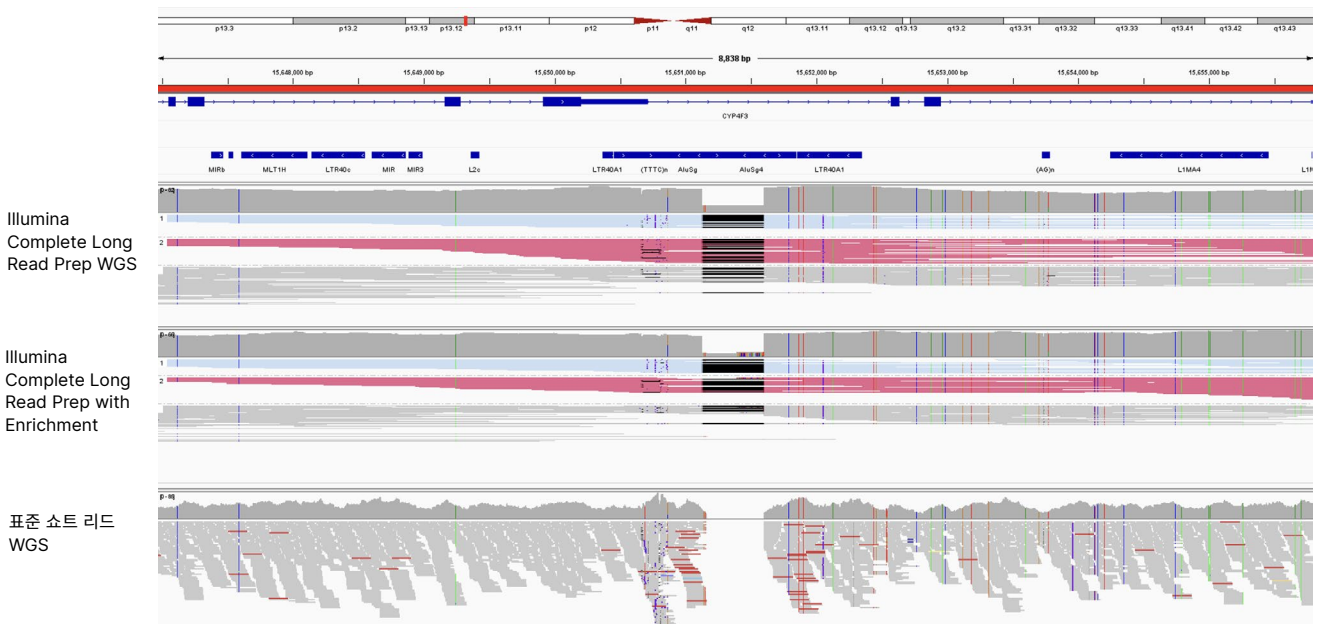 p13.3 p13.2 p13.13 p13.12 p13.11 p12 p11 q11 q12 q13.11 q13.12 q13.13 q13.2 q13.31 q13.32 q13.33 q13.41 q13.42 q13.43
8,838 bp
15,648,000 bp 15,649,000 bp 15,650,000 bp 15,651,000 bp 15,652,000 bp 15,653,000 bp 15,654,000 bp 15,655,000 bp
CYP4F3
MIRb MLT1H LTR40c MIR MIR3 L2c LTR40A1 (TTTC)n AluSg AluSg4 LTR40A1 (AG)n L1MA4
Illumina
Complete Long
Read Prep WGS
1
2
Illumina
Complete Long
Read Prep with
Enrichment
1
2
표준 쇼트 리드
WGS